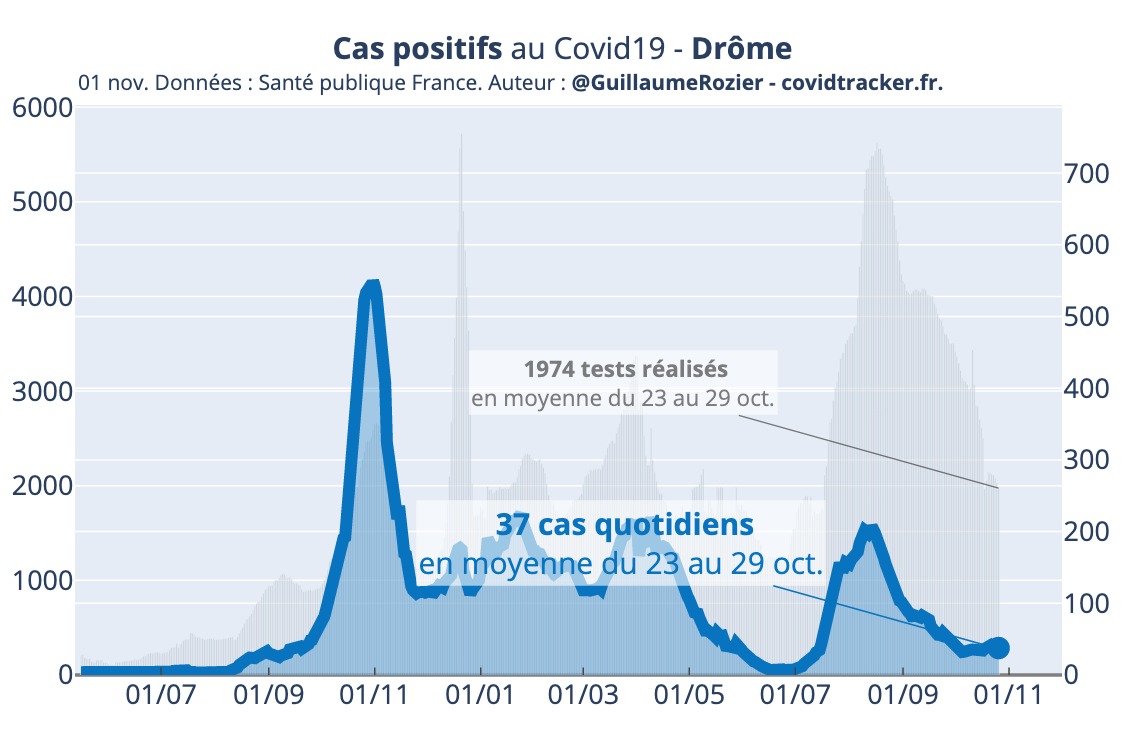 Cas positifs au Covid19 - Drôme
01 nov. Données : Santé publique France. Auteur : @GuillaumeRozier - covidtracker.fr.
6000
5000
4000
3000
2000
1000
0
700
600
500
400
300
200
100
0
1974 tests réalisés
en moyenne du 23 au 29 oct.
37 cas quotidiens
en moyenne du 23 au 29 oct.
01/07 01/09 01/11 01/01 01/03 01/05 01/07 01/09 01/11